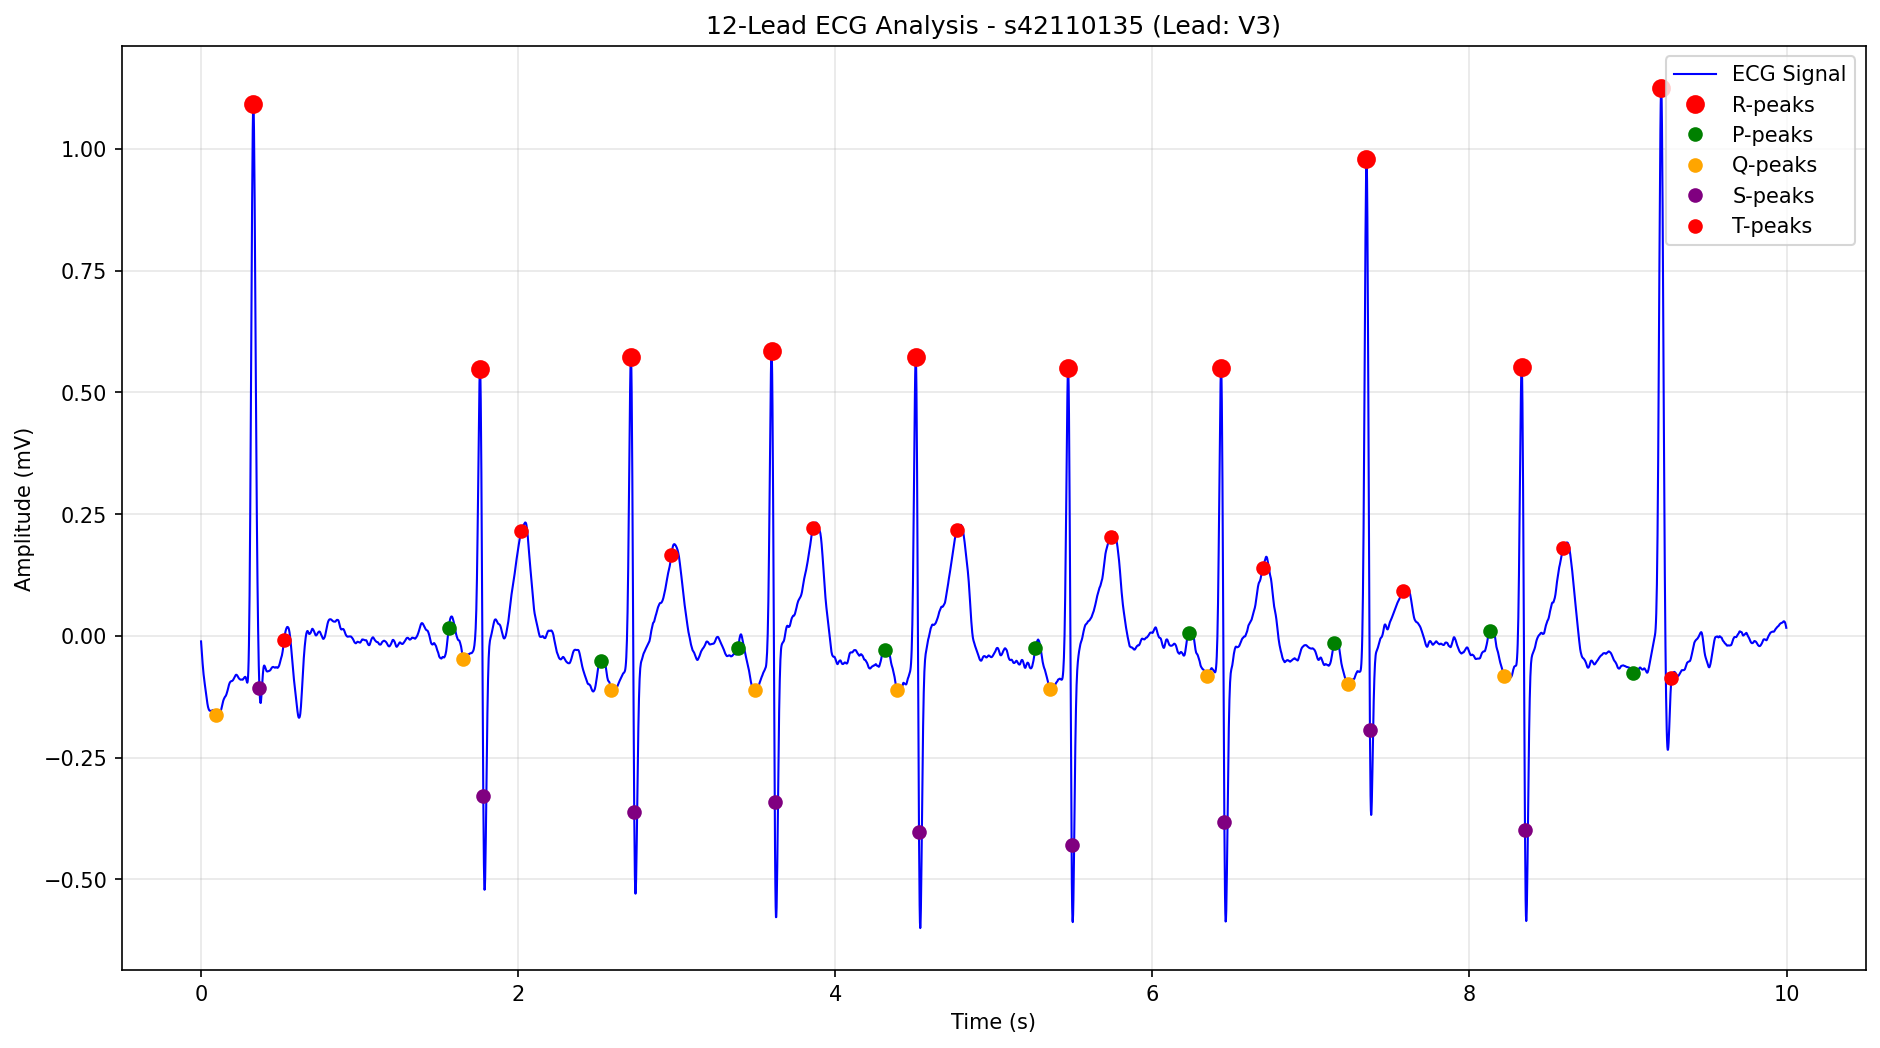 12-Lead ECG Analysis - s42110135 (Lead: V3)
ECG Signal
R-peaks
P-peaks
Q-peaks
S-peaks
T-peaks
Amplitude (mV)
1.00
0.75
0.50
0.25
0.00
−0.25
−0.50
0 2 4 6 8 10
Time (s)